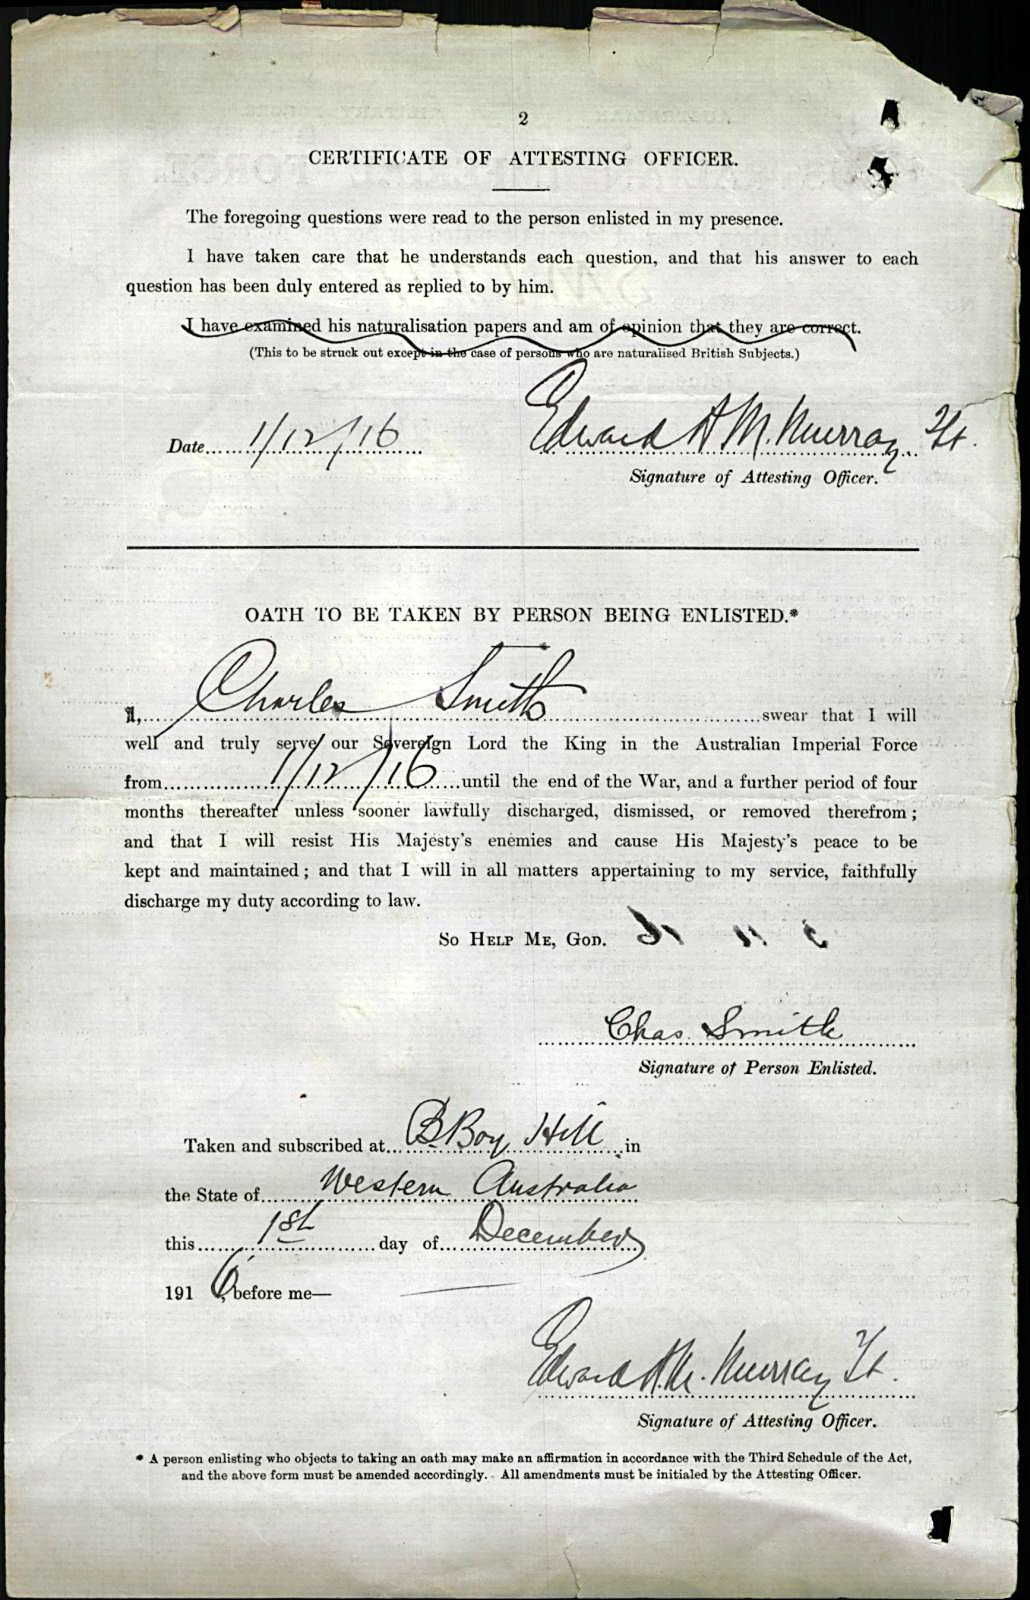 2
CERTIFICATE OF ATTESTING OFFICER.
The foregoing questions were read to the person enlisted in my presence.
I have taken care that he understands each question, and that his answer to each
question has been duly entered as replied to by him.
I have examined his naturalisation papers and am of opinion that they are correct.
(This to be struck out except in the case of persons who are naturalised British Subjects.)
Date 1/12/16 Edward A M. Murray Lt.
Signature of Attesting Officer.
OATH TO BE TAKEN BY PERSON BEING ENLISTED.*
I, Charles Smith swear that I will
well and truly serve our Sovereign Lord the King in the Australian Imperial Force
from 1/12/16 until the end of the War, and a further period of four
months thereafter unless sooner lawfully discharged, dismissed, or removed therefrom;
and that I will resist His Majesty's enemies and cause His Majesty's peace to be
kept and maintained; and that I will in all matters appertaining to my service, faithfully
discharge my duty according to law.
So Help Me, God.
Chas. Smith
Signature of Person Enlisted.
Taken and subscribed at B Boy Hill in
the State of Western Australia
this 1st day of December
1916, before me—
Edward A. M. Murray Lt.
Signature of Attesting Officer.
* A person enlisting who objects to taking an oath may make an affirmation in accordance with the Third Schedule of the Act,
and the above form must be amended accordingly. All amendments must be initialed by the Attesting Officer.